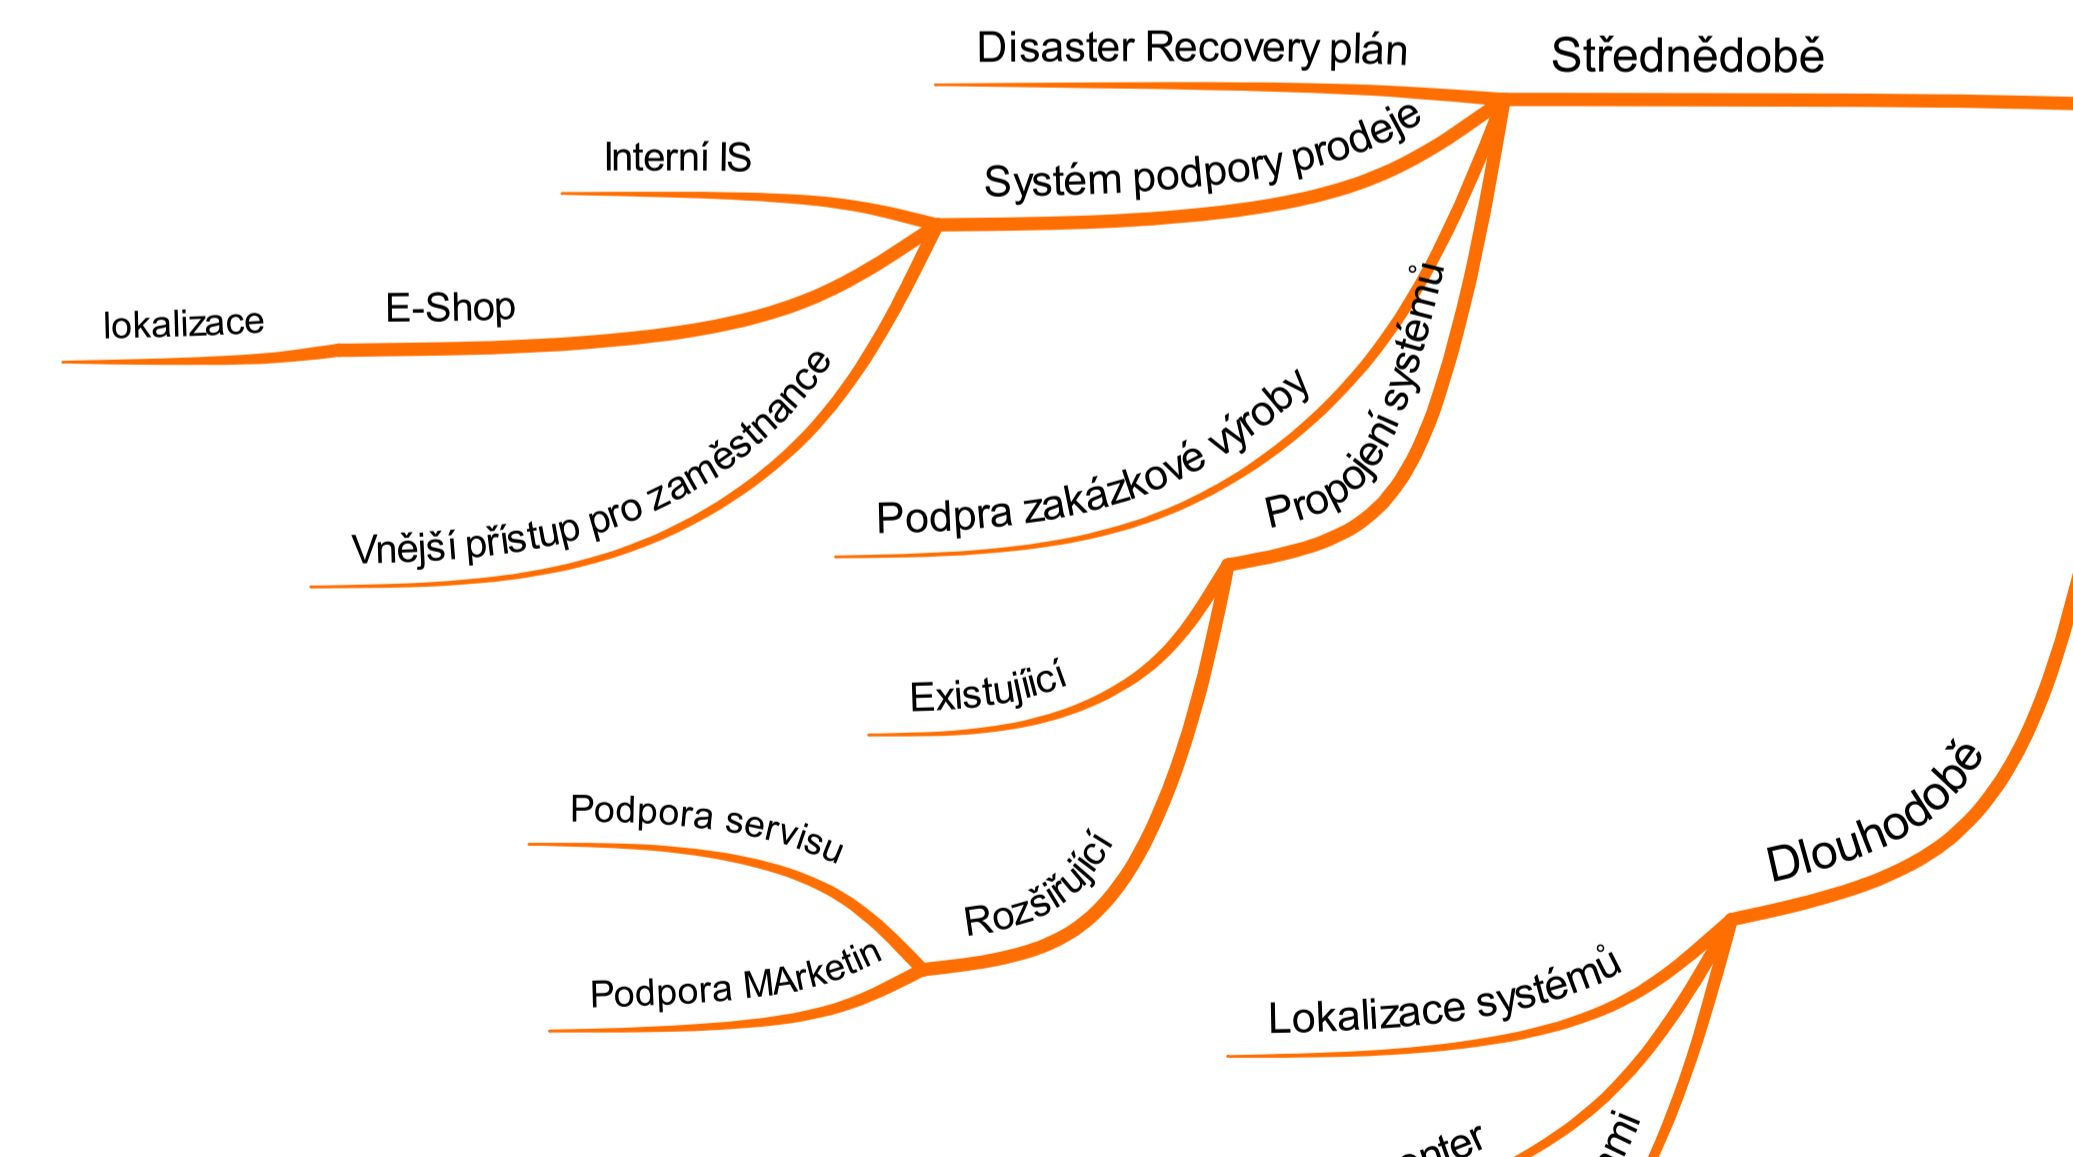 Disaster Recovery plán
Střednědobě
Systém podpory prodeje
Interní IS
E-Shop
lokalizace
Vnější přístup pro zaměstnance
Podpra zakázkové výroby
Propojení systémů
Existujíicí
Rozšiřující
Podpora servisu
Podpora MArketin
Dlouhodobě
Lokalizace systémů